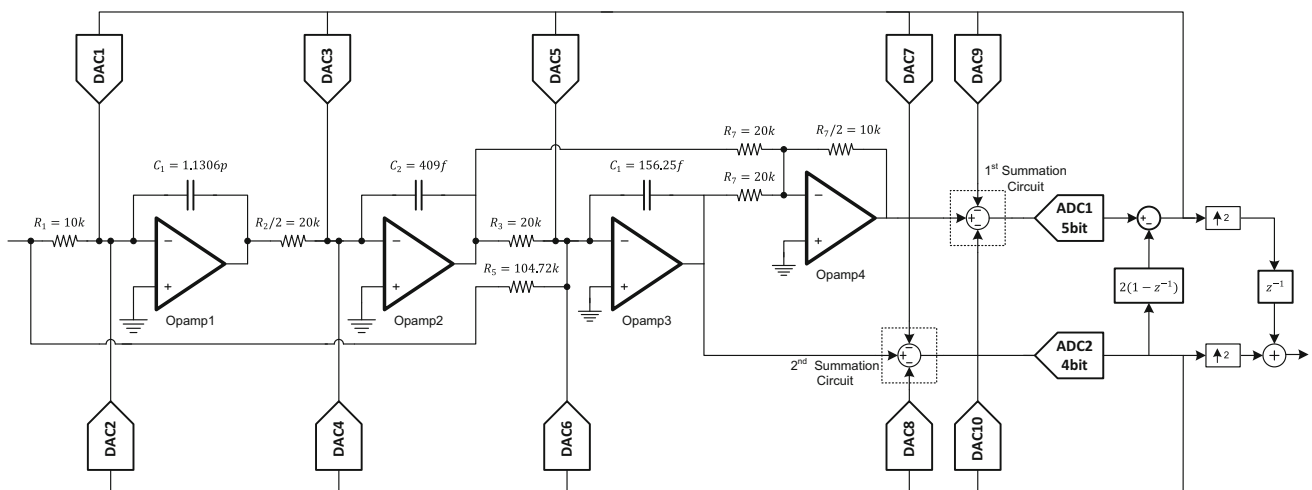 DAC1
DAC3
DAC5
DAC7
DAC9
R₇ = 20k
R₇/2 = 10k
C₁ = 1.1306p
C₂ = 409f
C₁ = 156.25f
R₇ = 20k
1st Summation
Circuit
R₁ = 10k
R₂/2 = 20k
R₃ = 20k
ADC1
5bit
2
R₅ = 104.72k
Opamp4
2(1 − z⁻¹)
z⁻¹
Opamp1
Opamp2
Opamp3
2nd Summation
Circuit
ADC2
4bit
2
DAC2
DAC4
DAC6
DAC8
DAC10